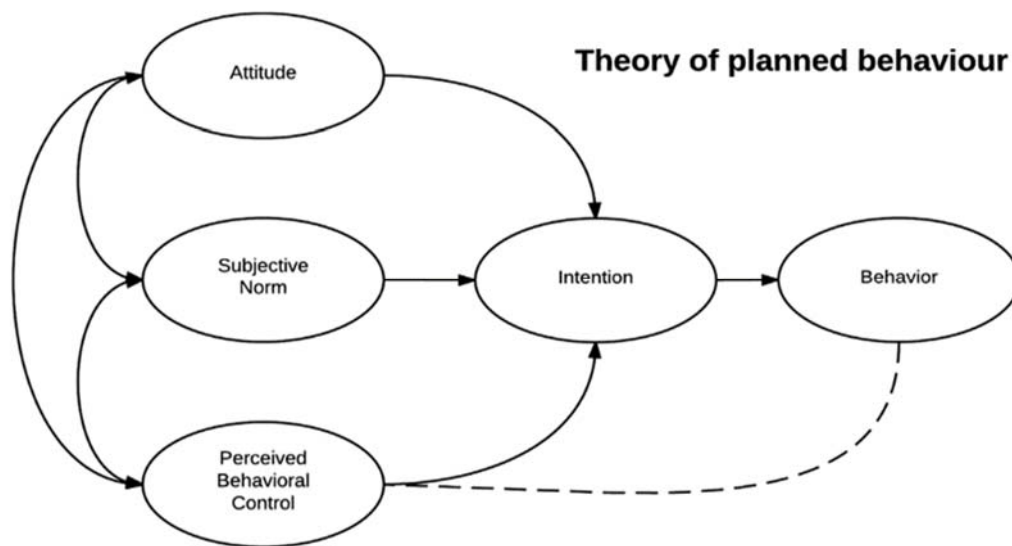 Theory of planned behaviour
Attitude
Subjective
Norm
Intention
Behavior
Perceived
Behavioral
Control